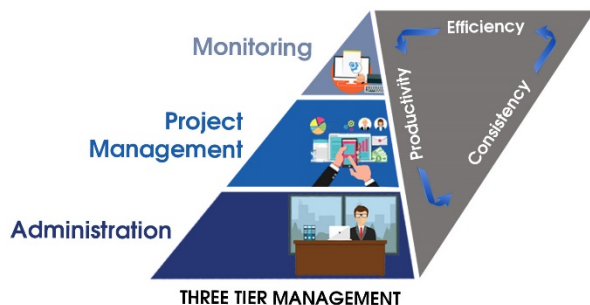 Monitoring
Project
Management
Administration
Efficiency
Productivity
Consistency
THREE TIER MANAGEMENT